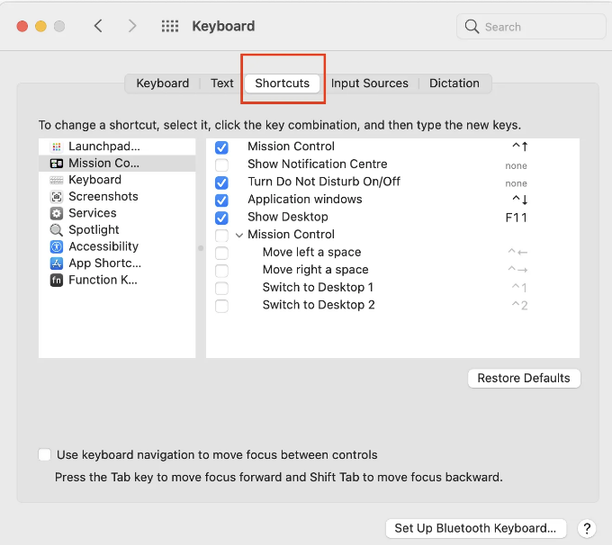 Keyboard
Search
Keyboard Text Shortcuts Input Sources Dictation
To change a shortcut, select it, click the key combination, and then type the new keys.
Launchpad...
Mission Co...
Keyboard
Screenshots
Services
Spotlight
Accessibility
App Shortc...
fn Function K...
Mission Control ^↑
Show Notification Centre none
Turn Do Not Disturb On/Off none
Application windows ^↓
Show Desktop F11
Mission Control
Move left a space ^←
Move right a space ^→
Switch to Desktop 1 ^1
Switch to Desktop 2 ^2
Restore Defaults
Use keyboard navigation to move focus between controls
Press the Tab key to move focus forward and Shift Tab to move focus backward.
Set Up Bluetooth Keyboard... ?